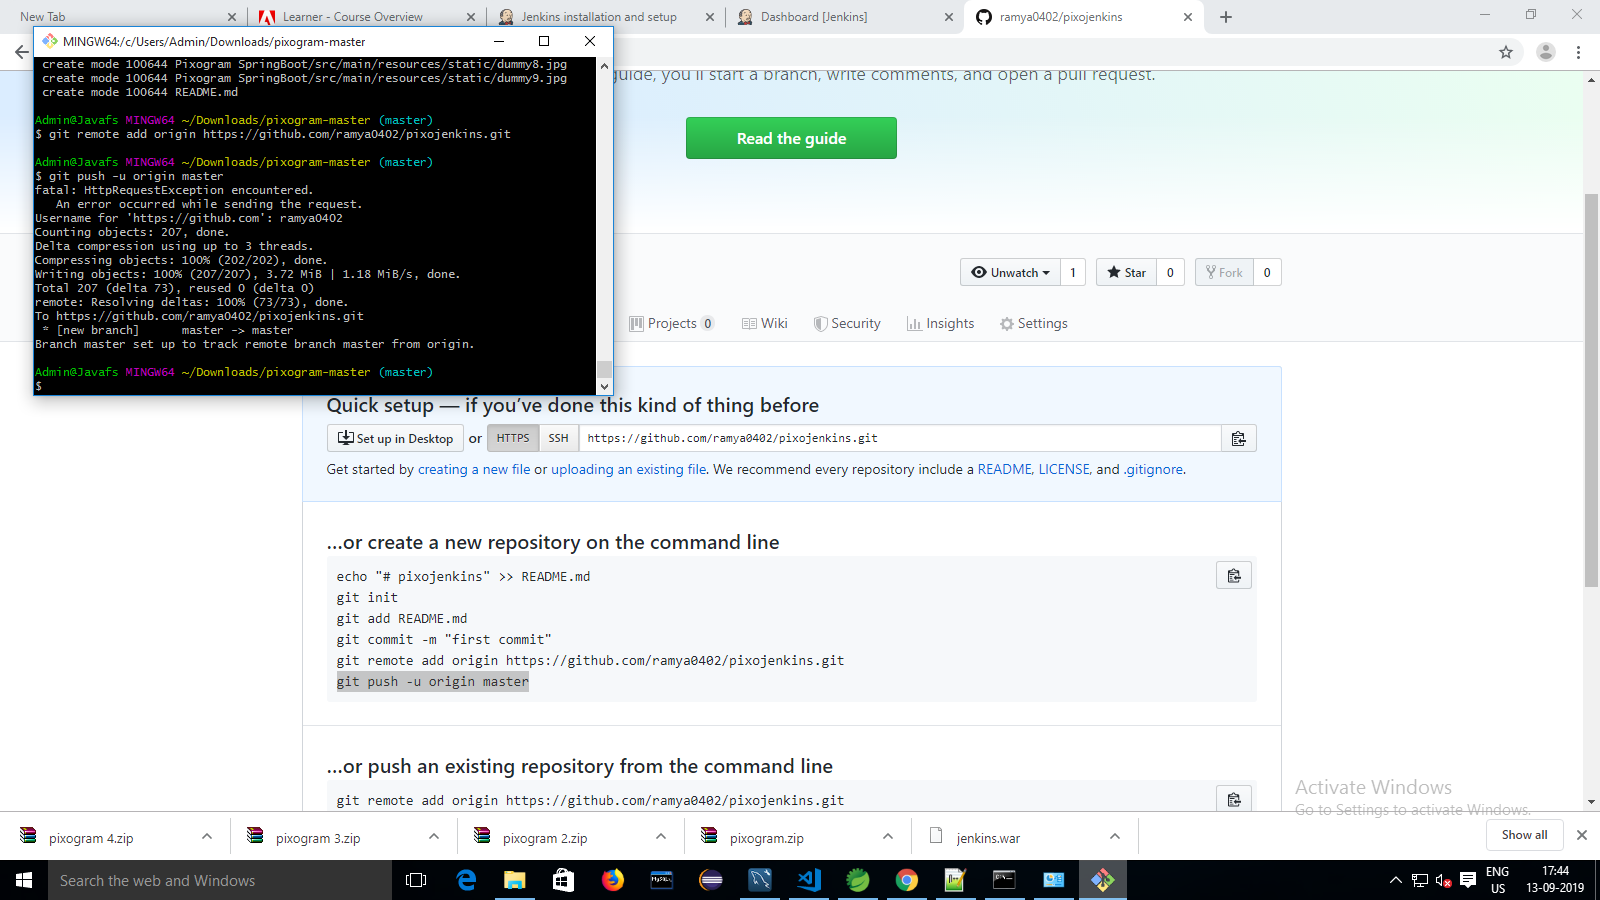 New Tab
Learner - Course Overview
Jenkins installation and setup
Dashboard [Jenkins]
ramya0402/pixojenkins
MINGW64:/c/Users/Admin/Downloads/pixogram-master
create mode 100644 Pixogram SpringBoot/src/main/resources/static/dummy8.jpg
create mode 100644 Pixogram SpringBoot/src/main/resources/static/dummy9.jpg
create mode 100644 README.md
Admin@Javafs MINGW64 ~/Downloads/pixogram-master (master)
$ git remote add origin https://github.com/ramya0402/pixojenkins.git
Admin@Javafs MINGW64 ~/Downloads/pixogram-master (master)
$ git push -u origin master
fatal: HttpRequestException encountered.
An error occurred while sending the request.
Username for 'https://github.com': ramya0402
Counting objects: 207, done.
Delta compression using up to 3 threads.
Compressing objects: 100% (202/202), done.
Writing objects: 100% (207/207), 3.72 MiB | 1.18 MiB/s, done.
Total 207 (delta 73), reused 0 (delta 0)
remote: Resolving deltas: 100% (73/73), done.
To https://github.com/ramya0402/pixojenkins.git
* [new branch] master -> master
Branch master set up to track remote branch master from origin.
Admin@Javafs MINGW64 ~/Downloads/pixogram-master (master)
$
guide, you'll start a branch, write comments, and open a pull request.
Read the guide
Unwatch 1 Star 0 Fork 0
Projects 0 Wiki Security Insights Settings
Quick setup — if you’ve done this kind of thing before
Set up in Desktop or HTTPS SSH https://github.com/ramya0402/pixojenkins.git
Get started by creating a new file or uploading an existing file. We recommend every repository include a README, LICENSE, and .gitignore.
…or create a new repository on the command line
echo "# pixojenkins" >> README.md
git init
git add README.md
git commit -m "first commit"
git remote add origin https://github.com/ramya0402/pixojenkins.git
git push -u origin master
…or push an existing repository from the command line
git remote add origin https://github.com/ramya0402/pixojenkins.git
Activate Windows
Go to Settings to activate Windows.
pixogram 4.zip
pixogram 3.zip
pixogram 2.zip
pixogram.zip
jenkins.war
Show all
Search the web and Windows
MySQL
ENG
US
17:44
13-09-2019